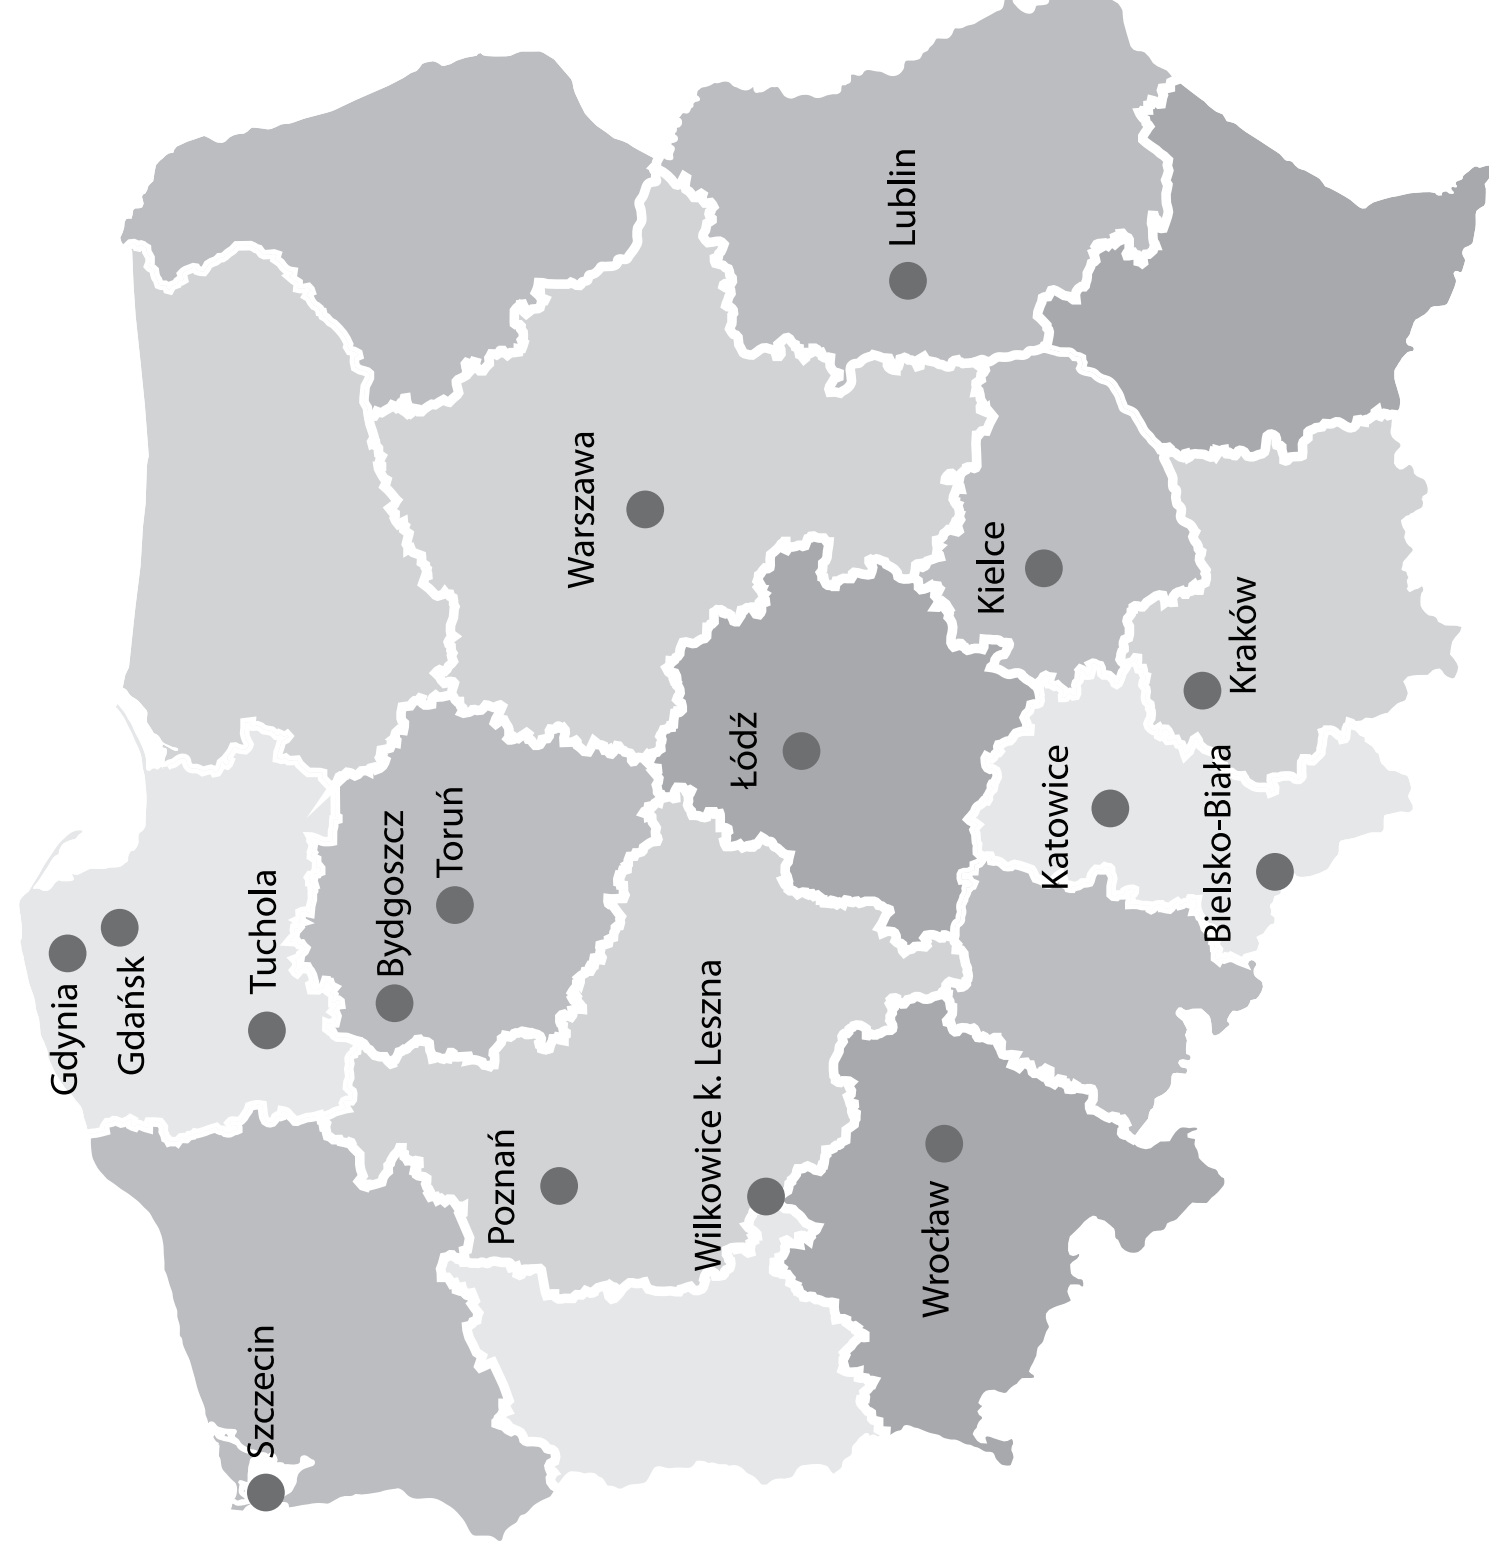 Gdynia
Gdańsk
Tuchola
Szczecin
Bydgoszcz
Toruń
Poznań
Warszawa
Wilkowice k. Leszna
Łódź
Lublin
Wrocław
Kielce
Katowice
Bielsko-Biała
Kraków